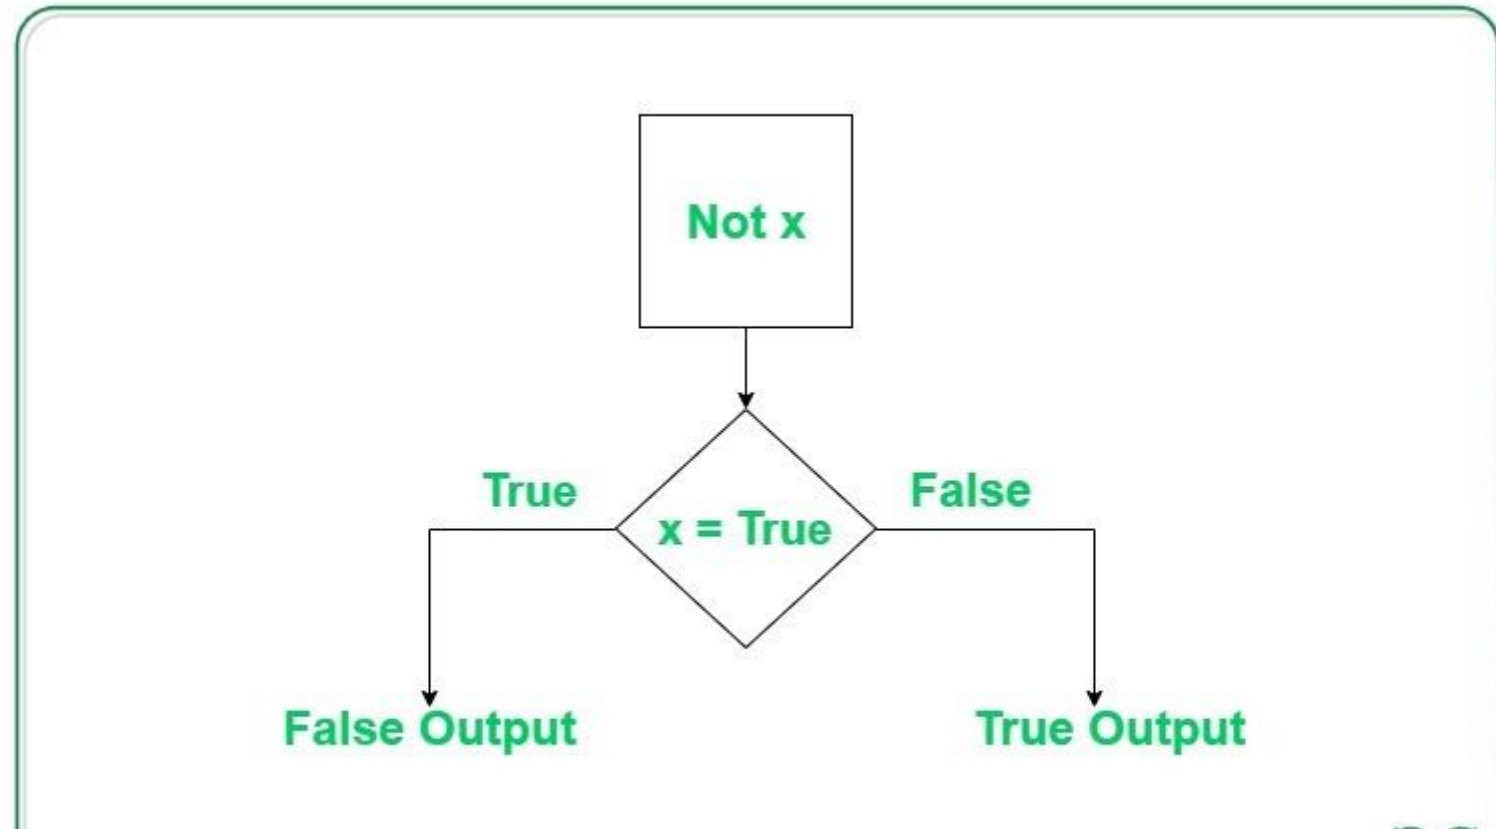 Not x
True
False
x = True
False Output
True Output